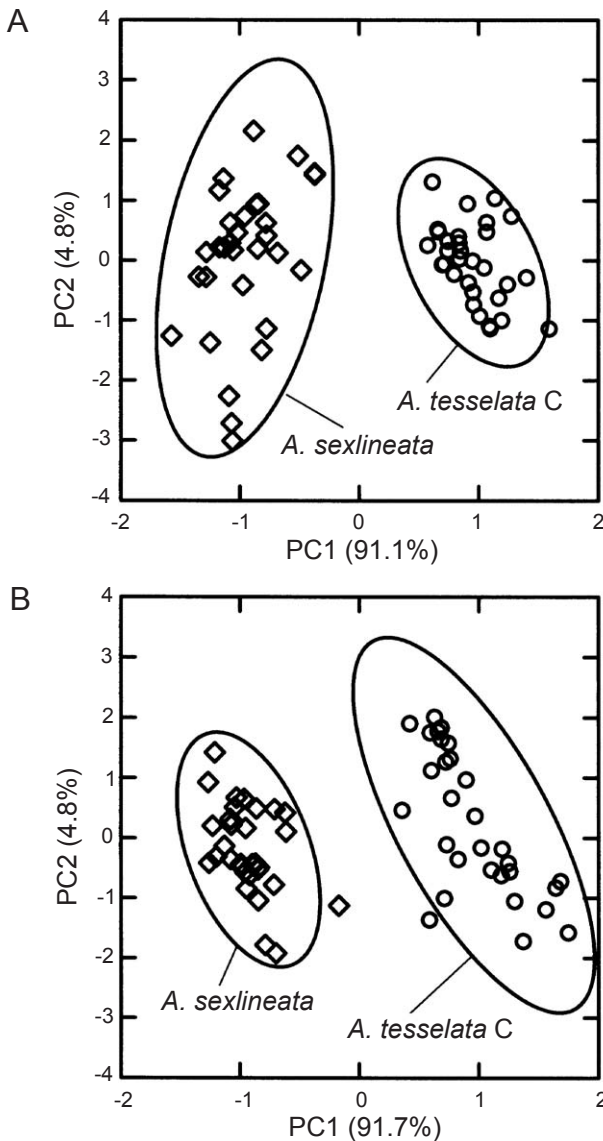 A
4
3
2
1
0
-1
-2
-3
-4
PC2 (4.8%)
A. tesselata C
A. sexlineata
-2
-1
0
1
2
PC1 (91.1%)
B
4
3
2
1
0
-1
-2
-3
-4
PC2 (4.8%)
A. sexlineata
A. tesselata C
-2
-1
0
1
2
PC1 (91.7%)